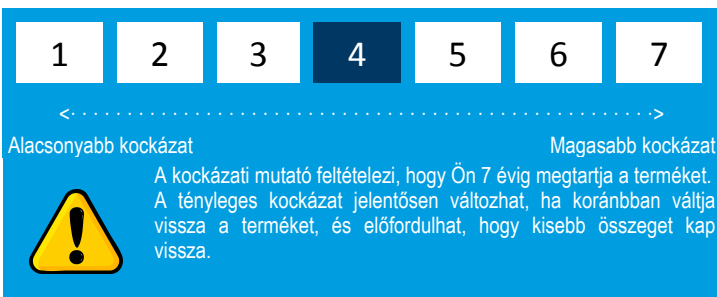 1 2 3 4 5 6 7
<· · · · · · · · · · · · · · · · · · · · · · · · · · · · · · · · · · · · · · · · · · · · · · · · · · · ·>
Alacsonyabb kockázat Magasabb kockázat
A kockázati mutató feltételezi, hogy Ön 7 évig megtartja a terméket.
A tényleges kockázat jelentősen változhat, ha koránbban váltja
vissza a terméket, és előfordulhat, hogy kisebb összeget kap
vissza.